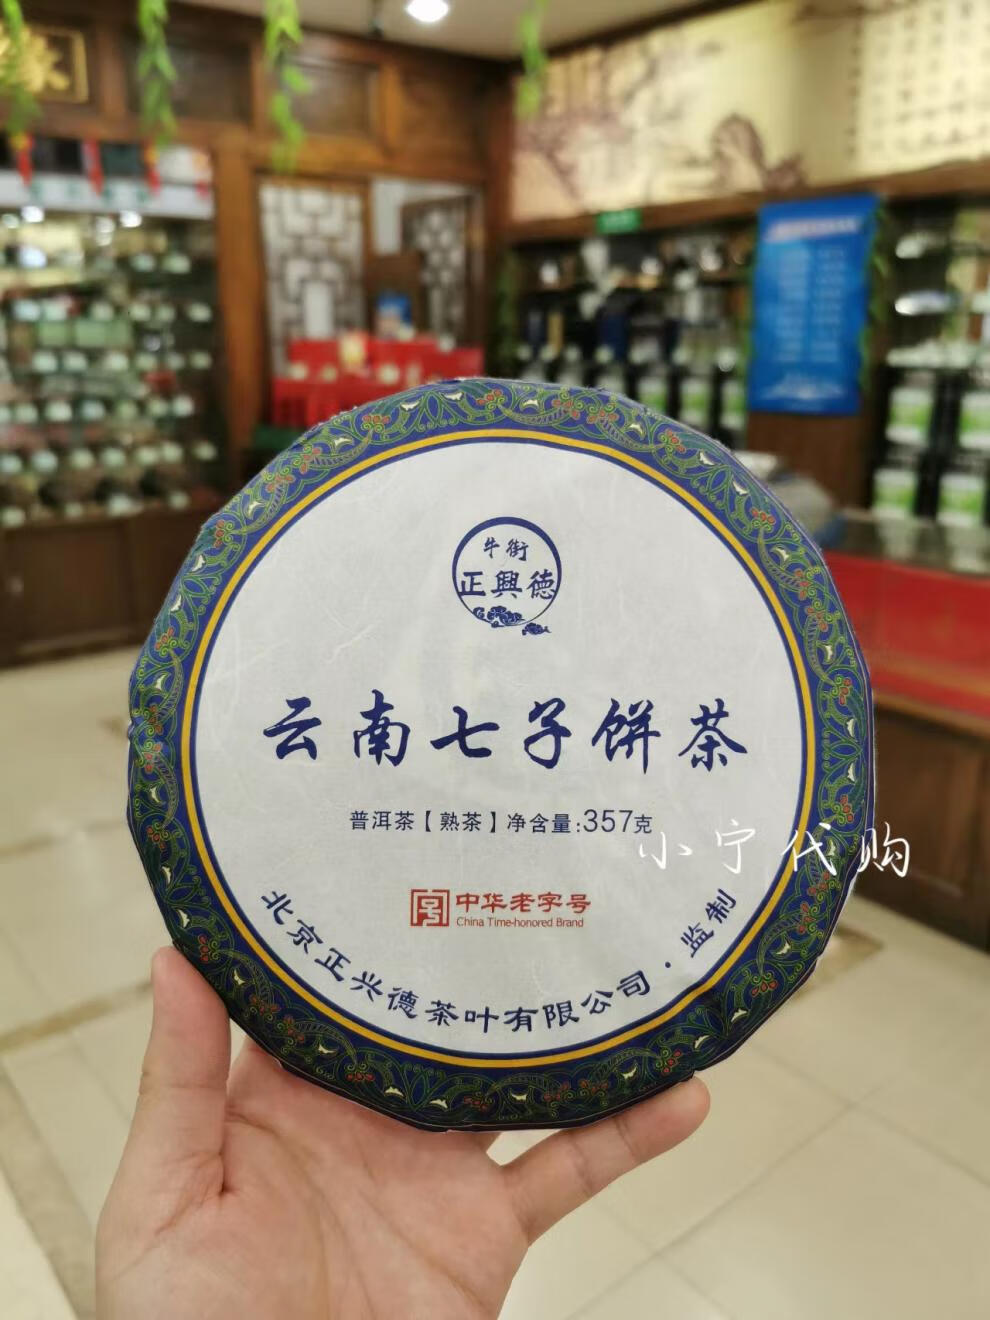 牛街
正興德
云南七子饼茶
普洱茶【熟茶】净含量:357克
小宁代购
中华老字号
China Time-honored Brand
北京正兴德茶叶有限公司·监制